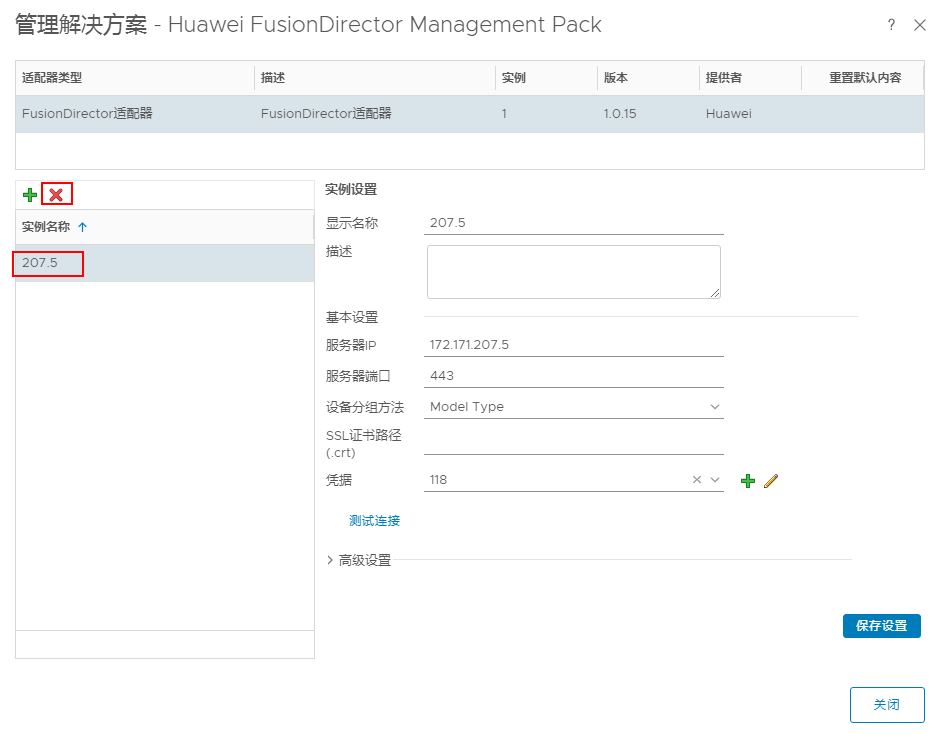 管理解决方案 - Huawei FusionDirector Management Pack
?
适配器类型 描述 实例 版本 提供者 重置默认内容
FusionDirector适配器 FusionDirector适配器 1 1.0.15 Huawei
实例名称
207.5
实例设置
显示名称 207.5
描述
基本设置
服务器IP 172.171.207.5
服务器端口 443
设备分组方法 Model Type
SSL证书路径
(.crt)
凭据 118
测试连接
高级设置
保存设置
关闭